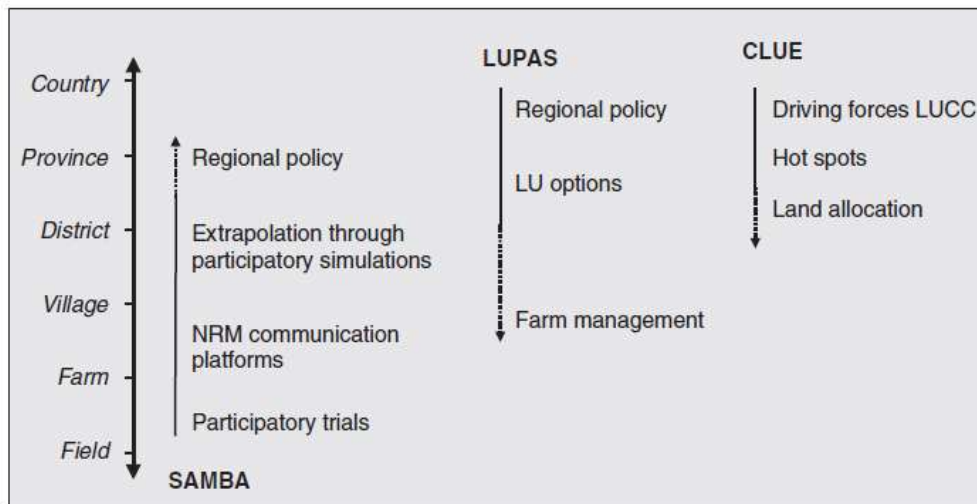 Country
Province
District
Village
Farm
Field
Regional policy
Extrapolation through
participatory simulations
NRM communication
platforms
Participatory trials
SAMBA
LUPAS
Regional policy
LU options
Farm management
CLUE
Driving forces LUCC
Hot spots
Land allocation